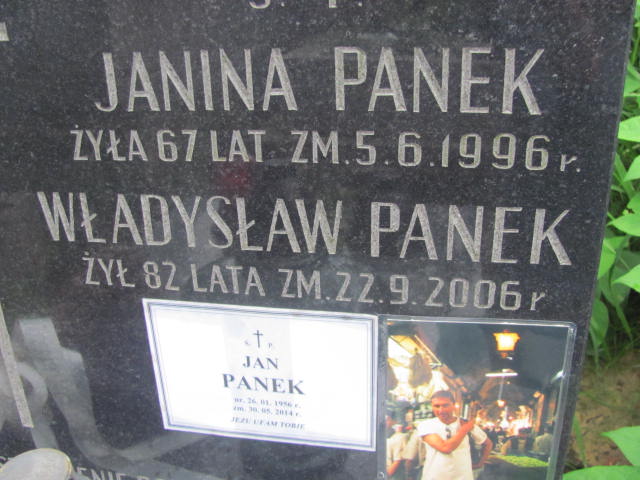 Ś. P.
JANINA PANEK
ŻYŁA 67 LAT ZM. 5.6.1996 r.
WŁADYSŁAW PANEK
ŻYŁ 82 LATA ZM. 22.9.2006 r
Ś. P.
JAN
PANEK
ur. 26. 01. 1956 r.
zm. 30. 05. 2014 r.
JEZU UFAM TOBIE